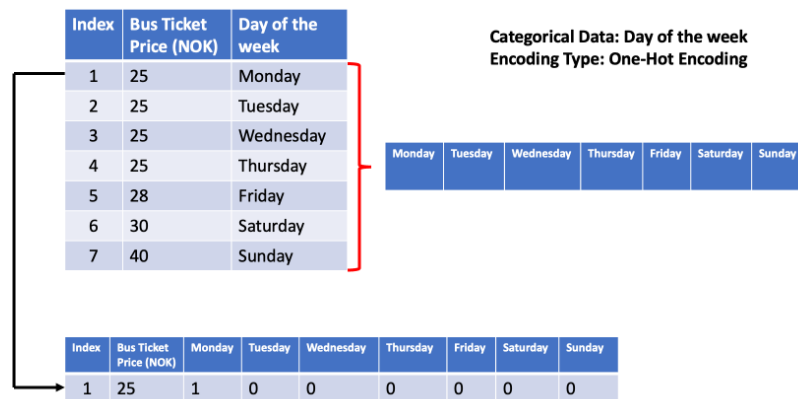 Index Bus Ticket Price (NOK) Day of the week
1 25 Monday
2 25 Tuesday
3 25 Wednesday
4 25 Thursday
5 28 Friday
6 30 Saturday
7 40 Sunday
Categorical Data: Day of the week
Encoding Type: One-Hot Encoding
Monday Tuesday Wednesday Thursday Friday Saturday Sunday
Index Bus Ticket Price (NOK) Monday Tuesday Wednesday Thursday Friday Saturday Sunday
1 25 1 0 0 0 0 0 0